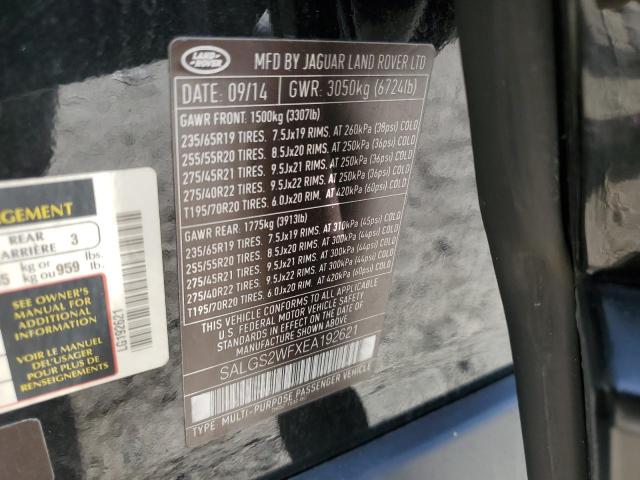 LAND ROVER
MFD BY JAGUAR LAND ROVER LTD
DATE: 09/14 GWR: 3050kg (6724lb)
GAWR FRONT: 1500kg (3307lb)
235/65R19 TIRES. 7.5Jx19 RIMS. AT 260kPa (38psi) COLD
255/55R20 TIRES. 8.5Jx20 RIMS. AT 250kPa (36psi) COLD
275/45R21 TIRES. 9.5Jx21 RIMS. AT 250kPa (36psi) COLD
275/40R22 TIRES. 9.5Jx22 RIMS. AT 250kPa (36psi) COLD
T195/70R20 TIRES. 6.0Jx20 RIMS. AT 420kPa (60psi) COLD
GAWR REAR: 1775kg (3913lb)
235/65R19 TIRES. 7.5Jx19 RIMS. AT 310kPa (45psi) COLD
255/55R20 TIRES. 8.5Jx20 RIMS. AT 300kPa (44psi) COLD
275/45R21 TIRES. 9.5Jx21 RIMS. AT 300kPa (44psi) COLD
275/40R22 TIRES. 9.5Jx22 RIMS. AT 300kPa (44psi) COLD
T195/70R20 TIRES. 6.0Jx20 RIMS. AT 420kPa (60psi) COLD
THIS VEHICLE CONFORMS TO ALL APPLICABLE
U.S. FEDERAL MOTOR VEHICLE SAFETY
STANDARDS IN EFFECT ON THE DATE OF
MANUFACTURE SHOWN ABOVE.
SALGS2WFXEA192621
TYPE: MULTI-PURPOSE PASSENGER VEHICLE
REAR 3
ARRIÈRE
kg or lbs.
kg ou 959 lb.
SEE OWNER'S
MANUAL FOR
ADDITIONAL
INFORMATION
Voir le manuel
de l'usager
pour plus de
renseignements
LG192621